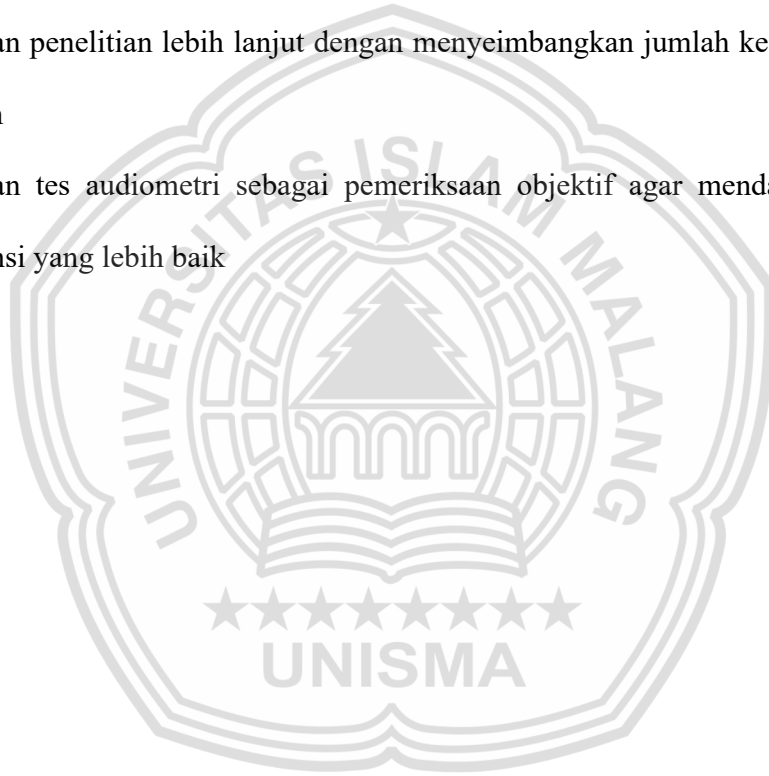 an penelitian lebih lanjut dengan menyeimbangkan jumlah ke
n
an tes audiometri sebagai pemeriksaan objektif agar menda
nsi yang lebih baik
UNIVERSITAS ISLAM MALANG
UNISMA